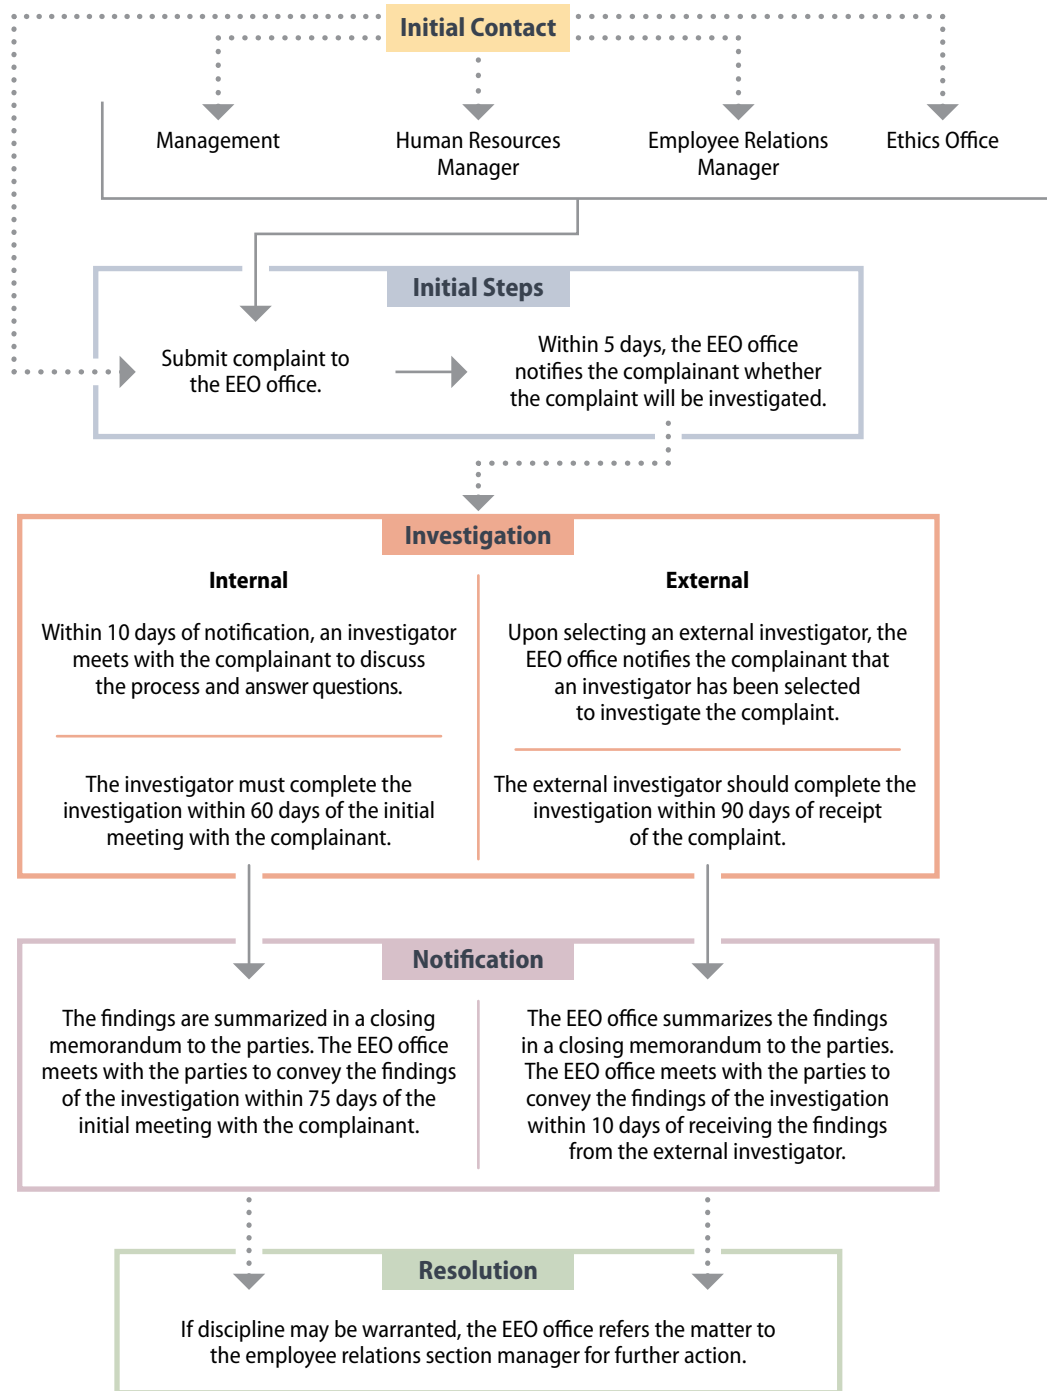 Initial Contact
Management
Human Resources
Manager
Employee Relations
Manager
Ethics Office
Initial Steps
Submit complaint to
the EEO office.
Within 5 days, the EEO office
notifies the complainant whether
the complaint will be investigated.
Investigation
Internal
Within 10 days of notification, an investigator
meets with the complainant to discuss
the process and answer questions.
The investigator must complete the
investigation within 60 days of the initial
meeting with the complainant.
External
Upon selecting an external investigator, the
EEO office notifies the complainant that
an investigator has been selected
to investigate the complaint.
The external investigator should complete the
investigation within 90 days of receipt
of the complaint.
Notification
The findings are summarized in a closing
memorandum to the parties. The EEO office
meets with the parties to convey the findings
of the investigation within 75 days of the
initial meeting with the complainant.
The EEO office summarizes the findings
in a closing memorandum to the parties.
The EEO office meets with the parties to
convey the findings of the investigation
within 10 days of receiving the findings
from the external investigator.
Resolution
If discipline may be warranted, the EEO office refers the matter to
the employee relations section manager for further action.